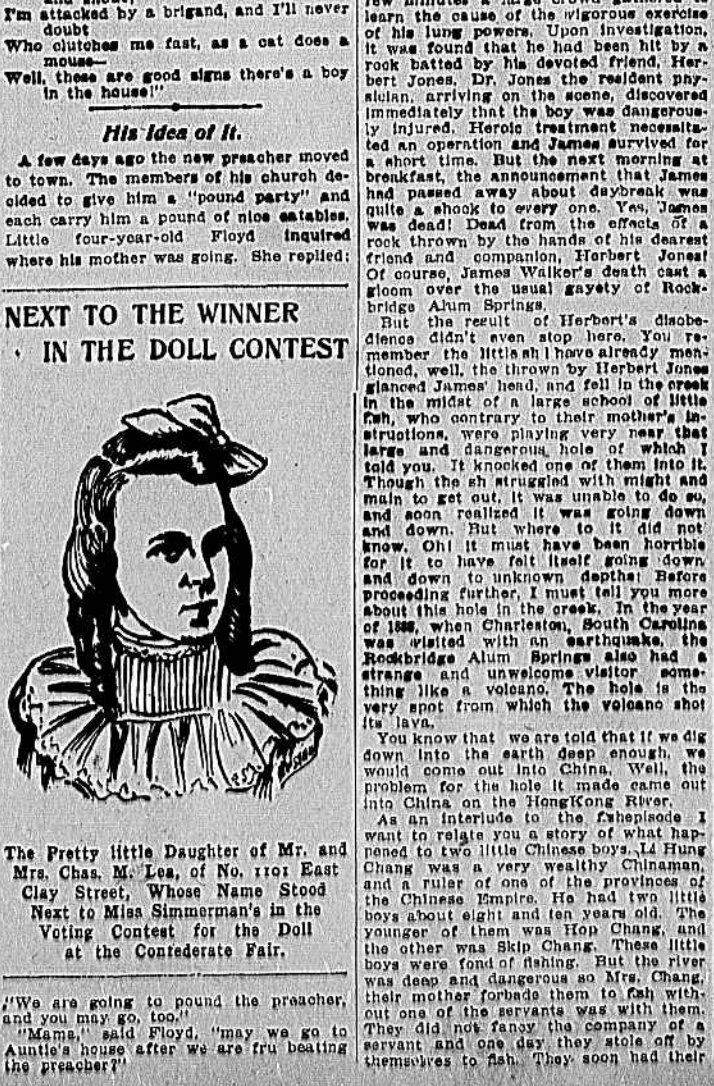 I'm attacked by a brigand, and I'll never
doubt
Who clutches me fast, as a cat does a
mouse—
Well, these are good signs there's a boy
in the house!"
His Idea of It.
A few days ago the new preacher moved
to town. The members of his church de-
cided to give him a "pound party" and
each carry him a pound of nice eatables.
Little four-year-old Floyd inquired
where his mother was going. She replied:
NEXT TO THE WINNER
IN THE DOLL CONTEST
The Pretty little Daughter of Mr. and
Mrs. Chas. M. Lea, of No. 1101 East
Clay Street, Whose Name Stood
Next to Miss Simmerman's in the
Voting Contest for the Doll
at the Confederate Fair.
"We are going to pound the preacher,
and you may go, too."
"Mama," said Floyd, "may we go to
Auntie's house after we are fru beating
the preacher?"
learn the cause of the vigorous exercise
of his lung powers. Upon investigation,
it was found that he had been hit by a
rock batted by his devoted friend, Her-
bert Jones. Dr. Jones the resident phy-
sician, arriving on the scene, discovered
immediately that the boy was dangerous-
ly injured. Heroic treatment necessita-
ted an operation and James survived for
a short time. But the next morning at
breakfast, the announcement that James
had passed away about daybreak was
quite a shock to every one. Yes, James
was dead! Dead from the effects of a
rock thrown by the hands of his dearest
friend and companion, Herbert Jones!
Of course, James Walker's death cast a
gloom over the usual gayety of Rock-
bridge Alum Springs.
But the result of Herbert's disobe-
dience didn't even stop here. You re-
member the little sh I have already men-
tioned, well, the thrown by Herbert Jones
glanced James' head, and fell in the creek
in the midst of a large school of little
fish, who contrary to their mother's in-
structions, were playing very near that
large and dangerous hole of which I
told you. It knocked one of them into it.
Though the sh struggled with might and
main to get out, it was unable to do so,
and soon realized it was going down
and down. But where to it did not
know. Oh! it must have been horrible
for it to have felt itself going down
and down to unknown depths! Before
proceeding further, I must tell you more
about this hole in the creek. In the year
of 1886, when Charleston, South Carolina
was visited with an earthquake, the
Rockbridge Alum Springs also had a
strange and unwelcome visitor some-
thing like a volcano. The hole is the
very spot from which the volcano shot
its lava.
You know that we are told that if we dig
down into the earth deep enough, we
would come out into China. Well, the
problem for the hole it made came out
into China on the HongKong River.
As an interlude to the fishepisode I
want to relate you a story of what hap-
pened to two little Chinese boys. Li Hung
Chang was a very wealthy Chinaman,
and a ruler of one of the provinces of
the Chinese Empire. He had two little
boys about eight and ten years old. The
younger of them was Hop Chang, and
the other was Skip Chang. These little
boys were fond of fishing. But the river
was deep and dangerous so Mrs. Chang,
their mother forbade them to fish with-
out one of the servants was with them.
They did not fancy the company of a
servant and one day they stole off by
themselves to fish. They soon had their